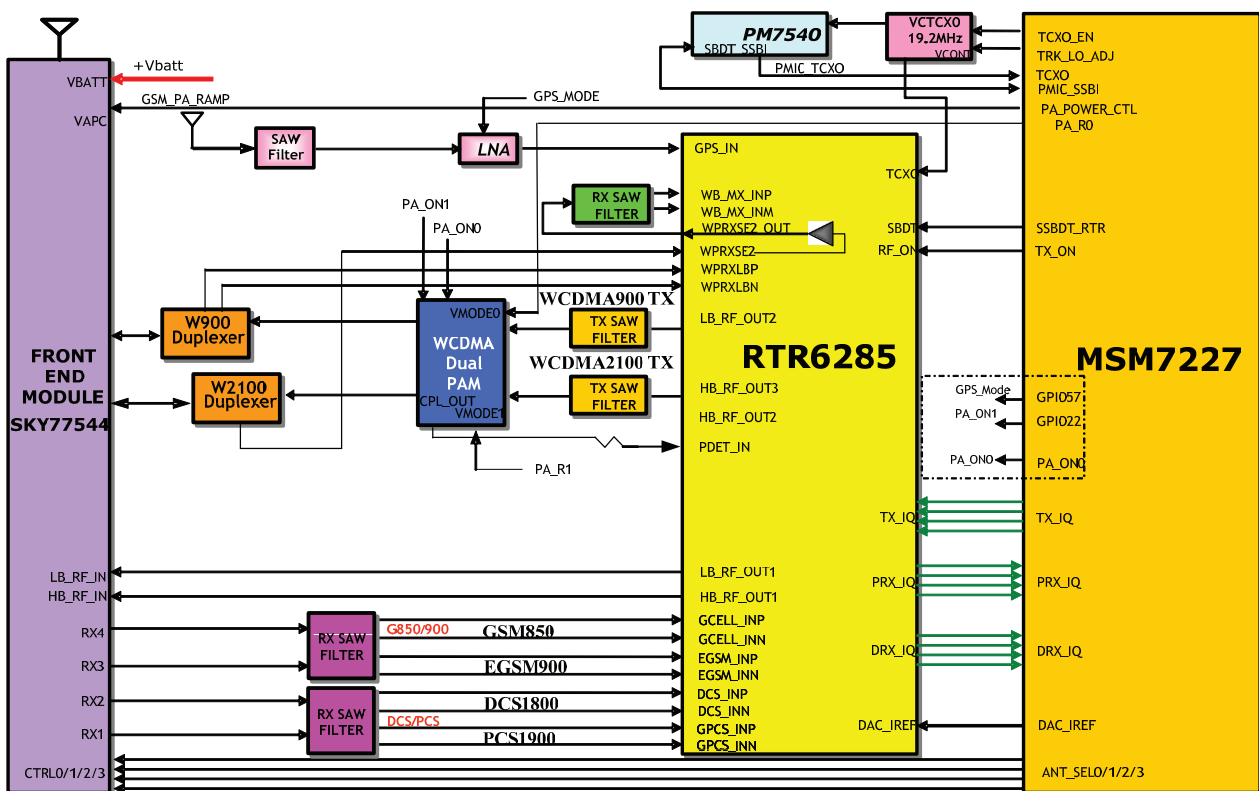 VBATT
+Vbatt
GSM_PA_RAMP
VAPC
SAW
Filter
LNA
GPS_MODE
PM7540
SBDT_SSBI
VCTCX0
19.2MHz
VCONT
PMIC_TCXO
TCXO_EN
TRK_LO_ADJ
TCXO
PMIC_SSBI
PA_POWER_CTL
PA_R0
GPS_IN
TCXO
RX SAW
FILTER
WB_MX_INP
WB_MX_INM
WPRXSE2_OUT
WPRXSE2
WPRXLBP
WPRXLBN
SBDT
RF_ON
SSBDT_RTR
TX_ON
PA_ON1
PA_ON0
W900
Duplexer
W2100
Duplexer
VMODE0
WCDMA
Dual
PAM
CPL_OUT
VMODE1
WCDMA900 TX
TX SAW
FILTER
WCDMA2100 TX
TX SAW
FILTER
LB_RF_OUT2
RTR6285
HB_RF_OUT3
HB_RF_OUT2
PDET_IN
PA_R1
FRONT
END
MODULE
SKY77544
MSM7227
GPS_Mode
GPI057
PA_ON1
GPI022
PA_ON0
PA_ON0
TX_IQ
TX_IQ
PRX_IQ
PRX_IQ
DRX_IQ
DRX_IQ
DAC_IREF
DAC_IREF
LB_RF_IN
HB_RF_IN
LB_RF_OUT1
HB_RF_OUT1
RX4
RX3
RX2
RX1
RX SAW
FILTER
G850/900
GSM850
EGSM900
RX SAW
FILTER
DCS1800
DCS/PCS
PCS1900
GCELL_INP
GCELL_INN
EGSM_INP
EGSM_INN
DCS_INP
DCS_INN
GPCS_INP
GPCS_INN
CTRL0/1/2/3
ANT_SEL0/1/2/3